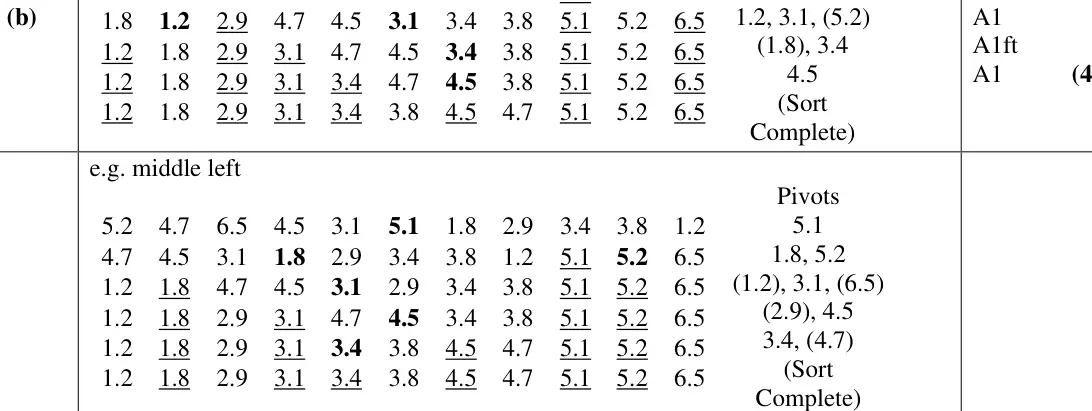 (b) 1.8 1.2 2.9 4.7 4.5 3.1 3.4 3.8 5.1 5.2 6.5 1.2, 3.1, (5.2) A1
1.2 1.8 2.9 3.1 4.7 4.5 3.4 3.8 5.1 5.2 6.5 (1.8), 3.4 A1ft
1.2 1.8 2.9 3.1 3.4 4.7 4.5 3.8 5.1 5.2 6.5 4.5 A1 (4
1.2 1.8 2.9 3.1 3.4 3.8 4.5 4.7 5.1 5.2 6.5 (Sort
Complete)
e.g. middle left
Pivots
5.2 4.7 6.5 4.5 3.1 5.1 1.8 2.9 3.4 3.8 1.2 5.1
4.7 4.5 3.1 1.8 2.9 3.4 3.8 1.2 5.1 5.2 6.5 1.8, 5.2
1.2 1.8 4.7 4.5 3.1 2.9 3.4 3.8 5.1 5.2 6.5 (1.2), 3.1, (6.5)
1.2 1.8 2.9 3.1 4.7 4.5 3.4 3.8 5.1 5.2 6.5 (2.9), 4.5
1.2 1.8 2.9 3.1 3.4 3.8 4.5 4.7 5.1 5.2 6.5 3.4, (4.7)
1.2 1.8 2.9 3.1 3.4 3.8 4.5 4.7 5.1 5.2 6.5 (Sort
Complete)